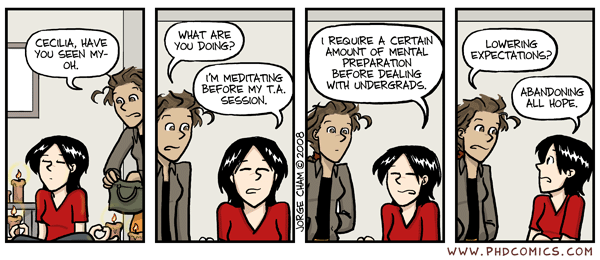 CECILIA, HAVE
YOU SEEN MY-
OH.
WHAT ARE
YOU DOING?
I'M MEDITATING
BEFORE MY T.A.
SESSION.
JORGE CHAM © 2008
I REQUIRE A CERTAIN
AMOUNT OF MENTAL
PREPARATION
BEFORE DEALING
WITH UNDERGRADS.
LOWERING
EXPECTATIONS?
ABANDONING
ALL HOPE.
WWW.PHDCOMICS.COM